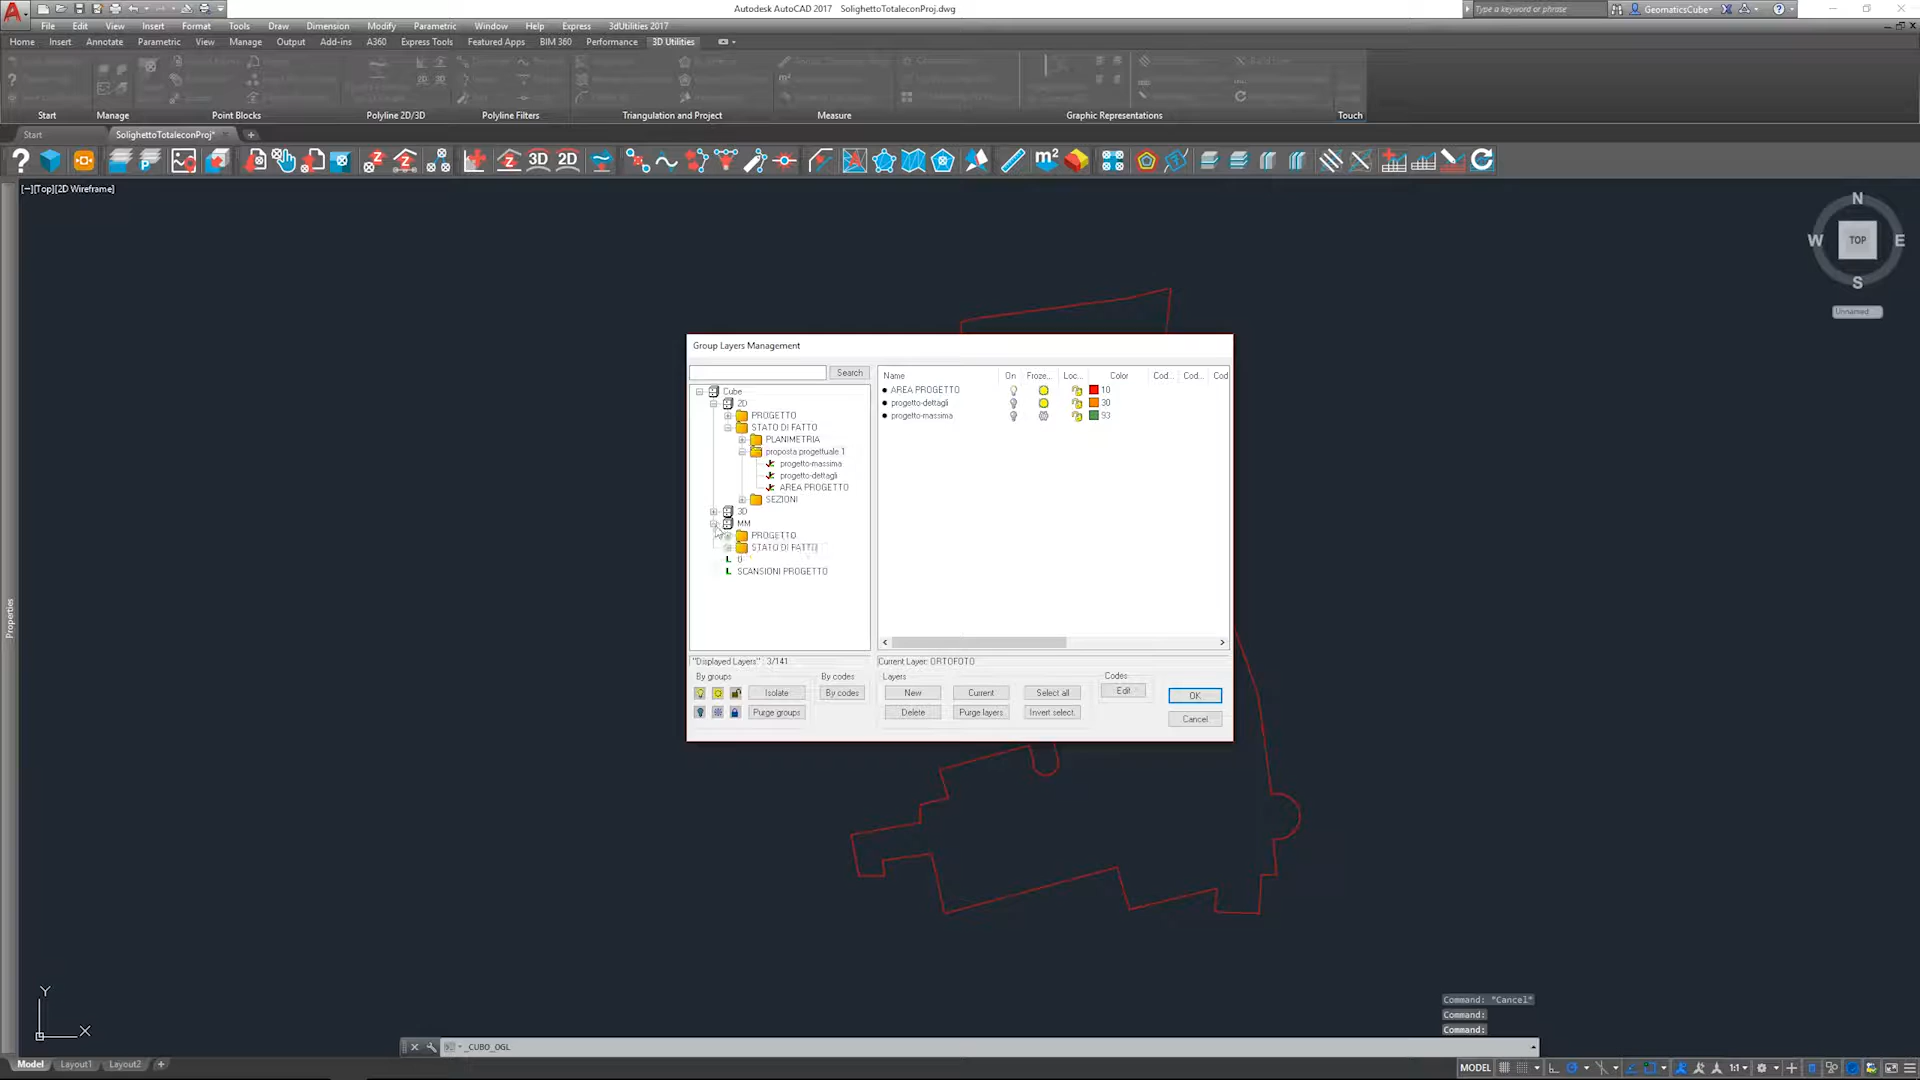 Autodesk AutoCAD 2017 SolighettoTotaleconProj.dwg
Type a keyword or phrase
GeomaticsCube
File Edit View Insert Format Tools Draw Dimension Modify Parametric Window Help Express 3dUtilities 2017
Home Insert Annotate Parametric View Manage Output Add-ins A360 Express Tools Featured Apps BIM 360 Performance 3D Utilities
Start Manage Point Blocks Polyline 2D/3D Polyline Filters Triangulation and Project Measure Graphic Representations Touch
Start SolighettoTotaleconProj*
3D 2D m²
[−][Top][2D Wireframe]
N
W TOP E
S
Unnamed
Properties
Group Layers Management
Search
Cube
2D
PROGETTO
STATO DI FATTO
PLANIMETRIA
proposta progettuale 1
progetto-massima
progetto-dettagli
AREA PROGETTO
SEZIONI
3D
MM
PROGETTO
STATO DI FATTO
0
SCANSIONI PROGETTO
Name On Froze... Loc... Color Cod... Cod... Cod
AREA PROGETTO 10
progetto-dettagli 30
progetto-massima 93
"Displayed Layers" : 3/141
Current Layer: ORTOFOTO
By groups
Isolate
Purge groups
By codes
By codes
Layers
New Current Select all
Delete Purge layers Invert select.
Codes
Edit
OK
Cancel
Y
X
Command: *Cancel*
Command:
Command:
_CUBO_OGL
Model Layout1 Layout2
MODEL 1:1